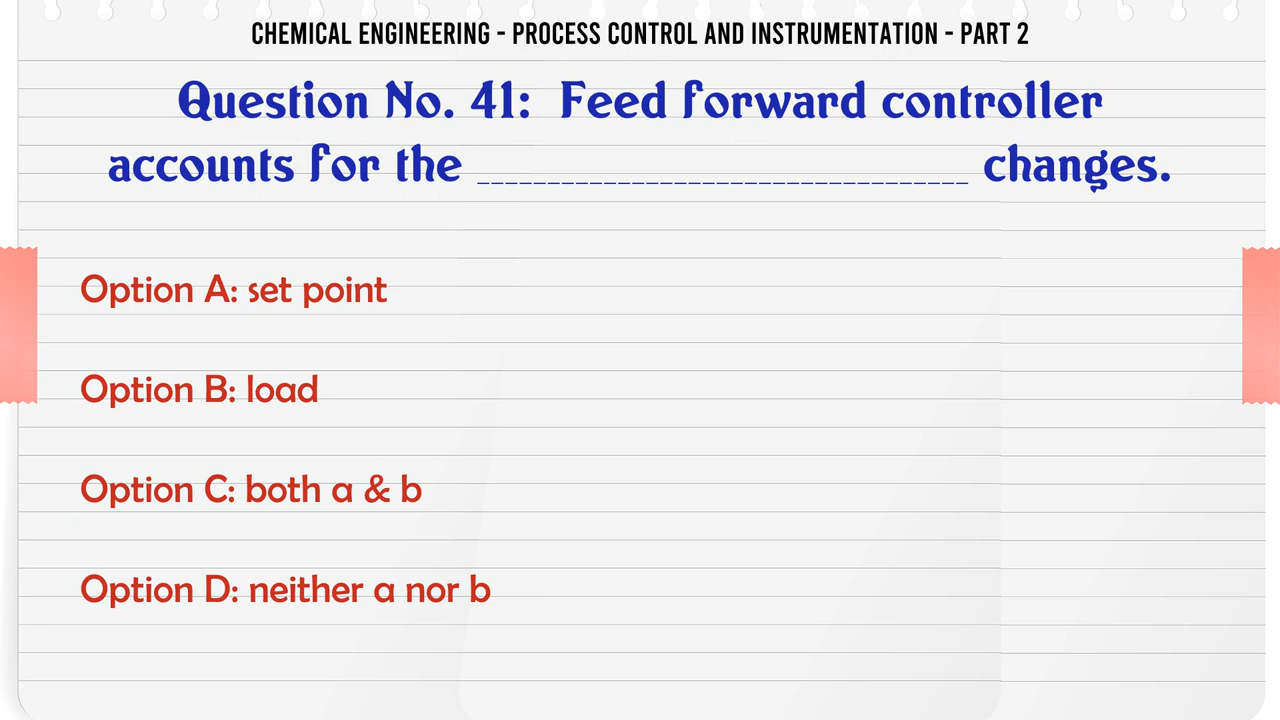 CHEMICAL ENGINEERING - PROCESS CONTROL AND INSTRUMENTATION - PART 2
Question No. 41: Feed forward controller
accounts for the ___________________________________ changes.
Option A: set point
Option B: load
Option C: both a & b
Option D: neither a nor b